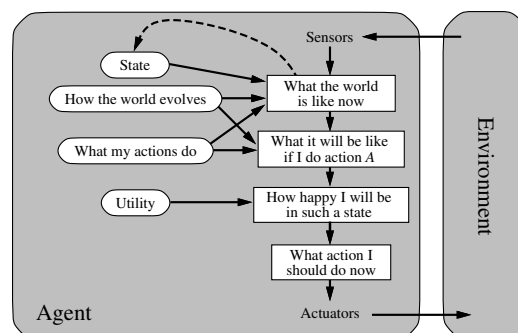 Sensors
State
What the world
is like now
How the world evolves
What it will be like
if I do action A
What my actions do
How happy I will be
in such a state
Utility
What action I
should do now
Agent
Actuators
Environment